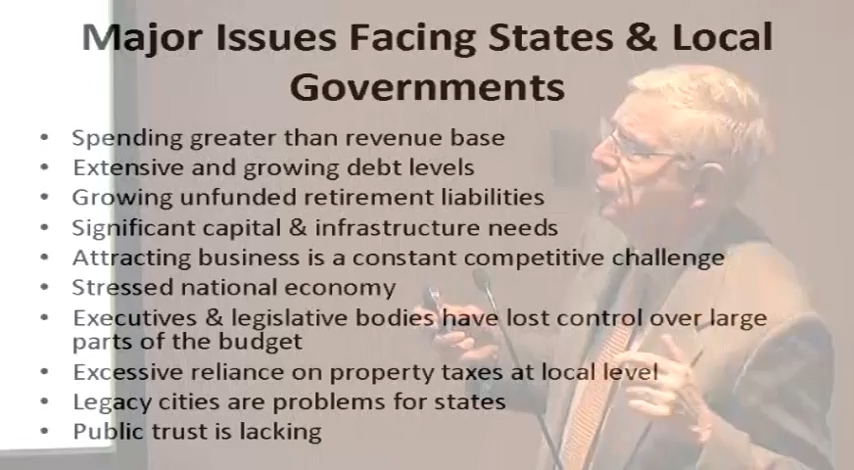 Major Issues Facing States & Local
Governments
• Spending greater than revenue base
• Extensive and growing debt levels
• Growing unfunded retirement liabilities
• Significant capital & infrastructure needs
• Attracting business is a constant competitive challenge
• Stressed national economy
• Executives & legislative bodies have lost control over large
parts of the budget
• Excessive reliance on property taxes at local level
• Legacy cities are problems for states
• Public trust is lacking